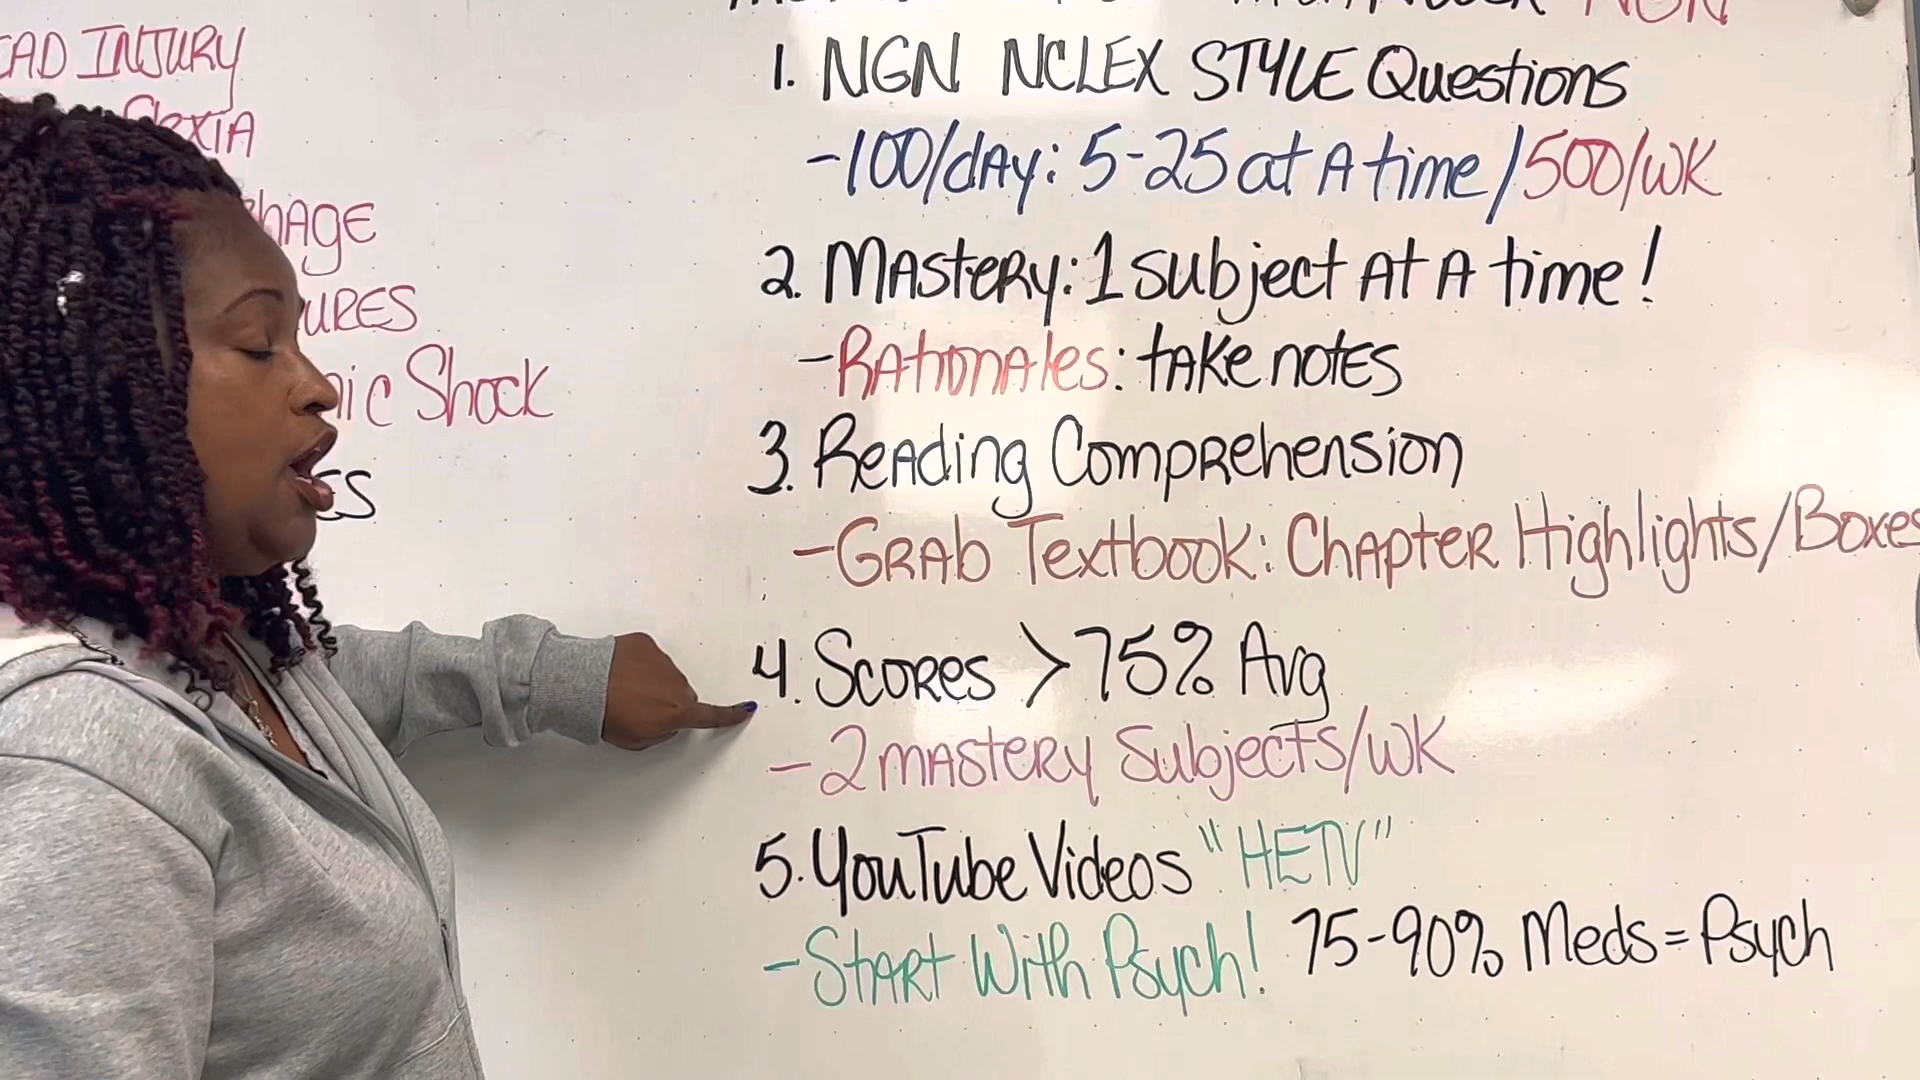 INJURY
hAGE
URES
Shock
NGN
1. NGN NCLEX STYLE Questions
-100/dAy: 5-25 at A time/500/WK
2. MAsteRy: 1 Subject At A time!
-RAtionAles: tAKe notes
3. ReAding CompRehension
-GRAb Textbook: ChApteR Highlights/Boxes
4. ScoRes >75% Avg
-2 mAsteRy Subjects/WK
5. YouTube Videos "HETV"
-StARt With Psych! 75-90% Meds = Psych